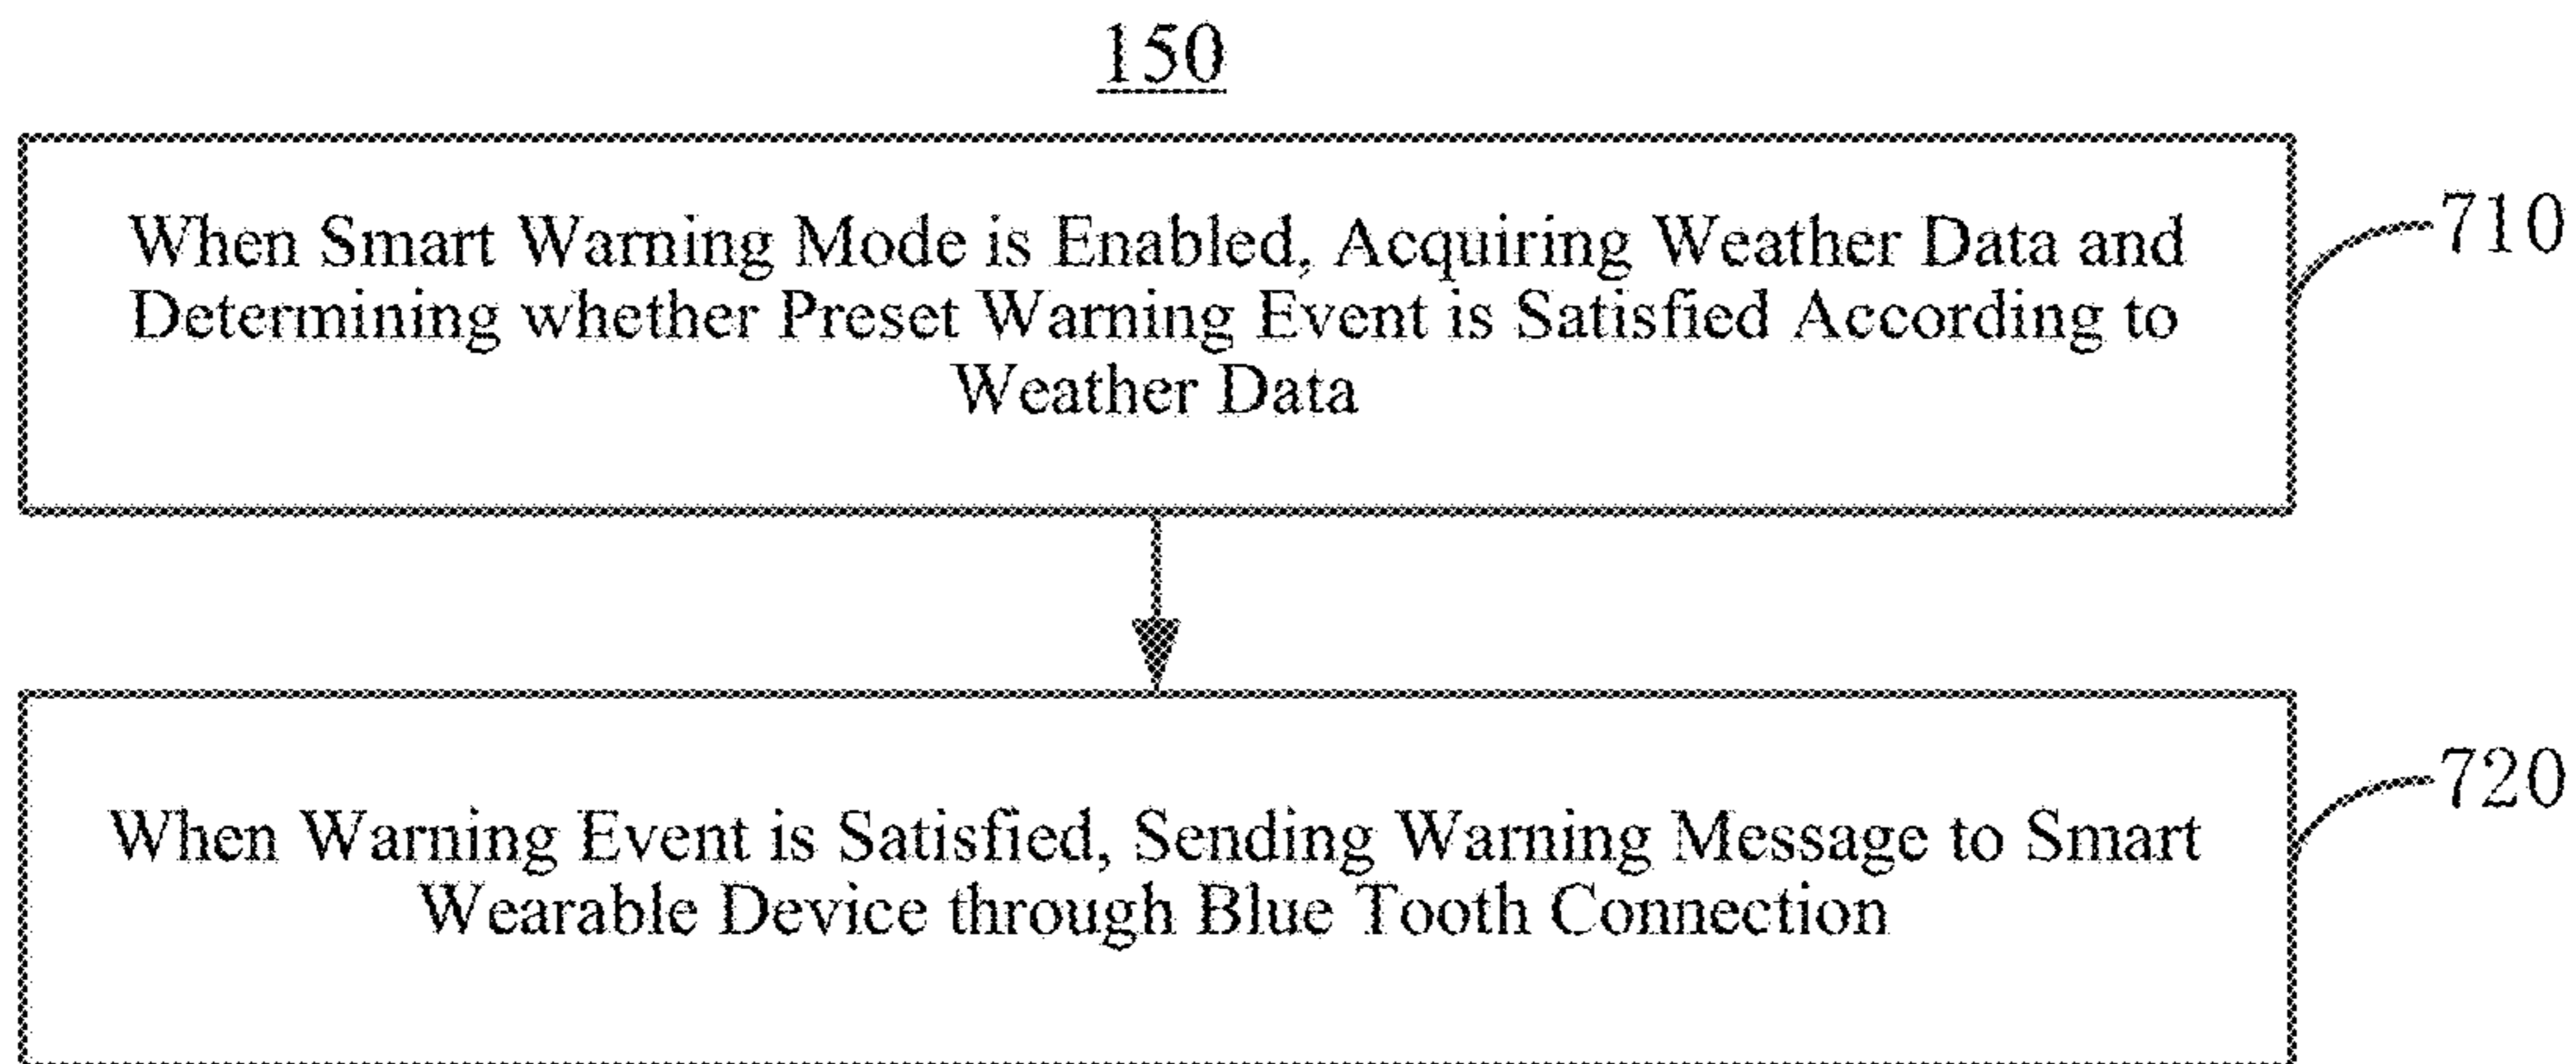 150
When Smart Warning Mode is Enabled, Acquiring Weather Data and
Determining whether Preset Warning Event is Satisfied According to
Weather Data
710
When Warning Event is Satisfied, Sending Warning Message to Smart
Wearable Device through Blue Tooth Connection
720